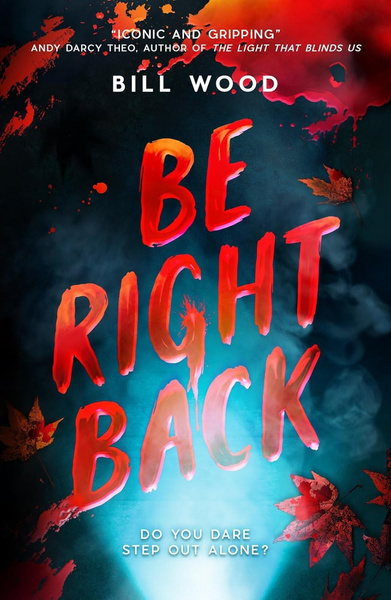 "ICONIC AND GRIPPING"
ANDY DARCY THEO, AUTHOR OF THE LIGHT THAT BLINDS US
BILL WOOD
BE
RIGHT
BACK
DO YOU DARE
STEP OUT ALONE?